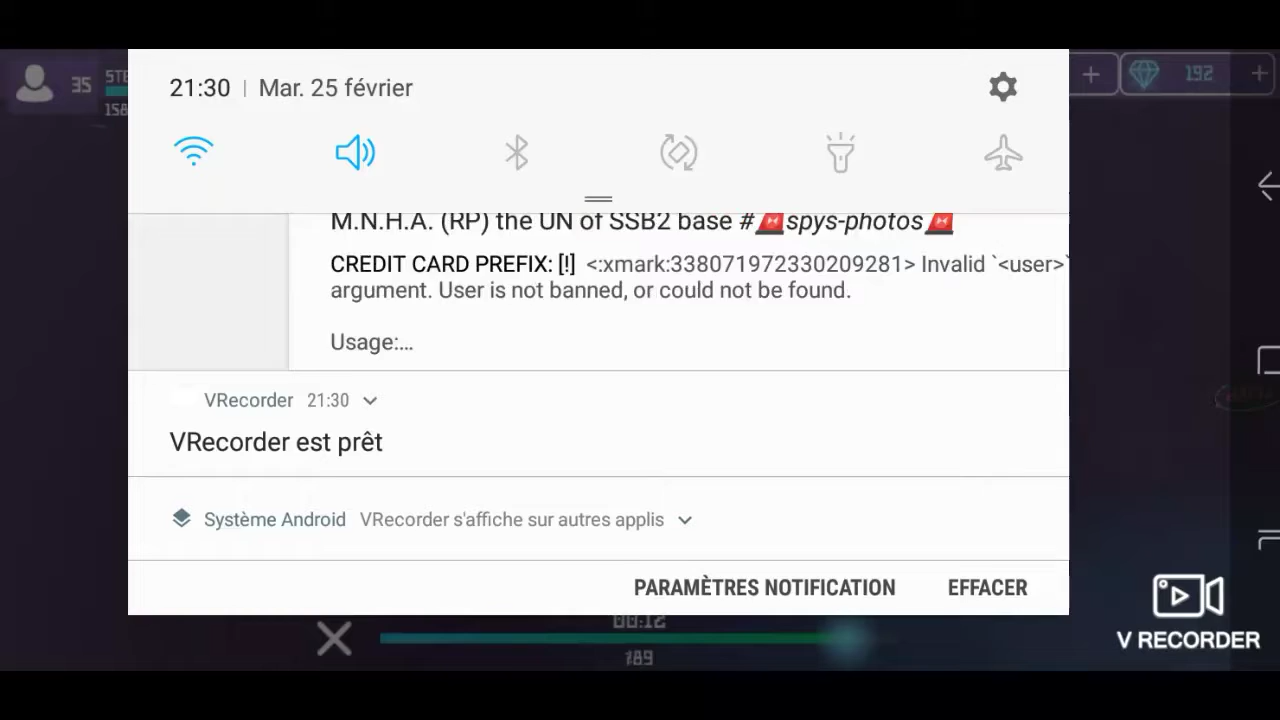 21:30 | Mar. 25 février
35
192
M.N.H.A. (RP) the UN of SSB2 base #🚨spys-photos🚨
CREDIT CARD PREFIX: [!] <:xmark:338071972330209281> Invalid `<user>`
argument. User is not banned, or could not be found.
Usage:...
VRecorder 21:30
VRecorder est prêt
Système Android VRecorder s'affiche sur autres applis
PARAMÈTRES NOTIFICATION EFFACER
00:12
189
V RECORDER